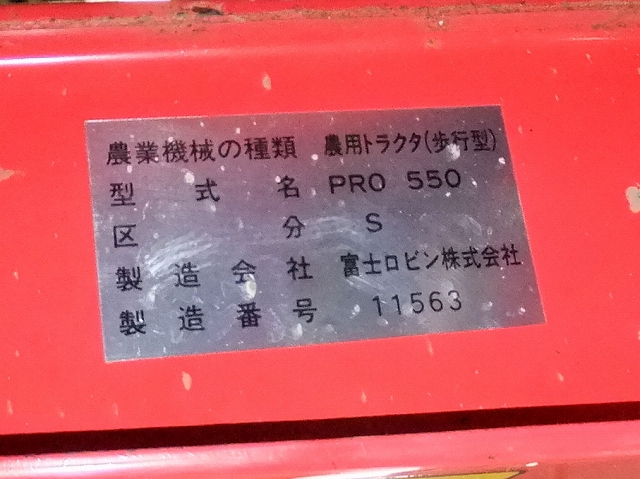 農業機械の種類 農用トラクタ(歩行型)
型式名 PRO 550
区分 S
製造会社 富士ロビン株式会社
製造番号 11563